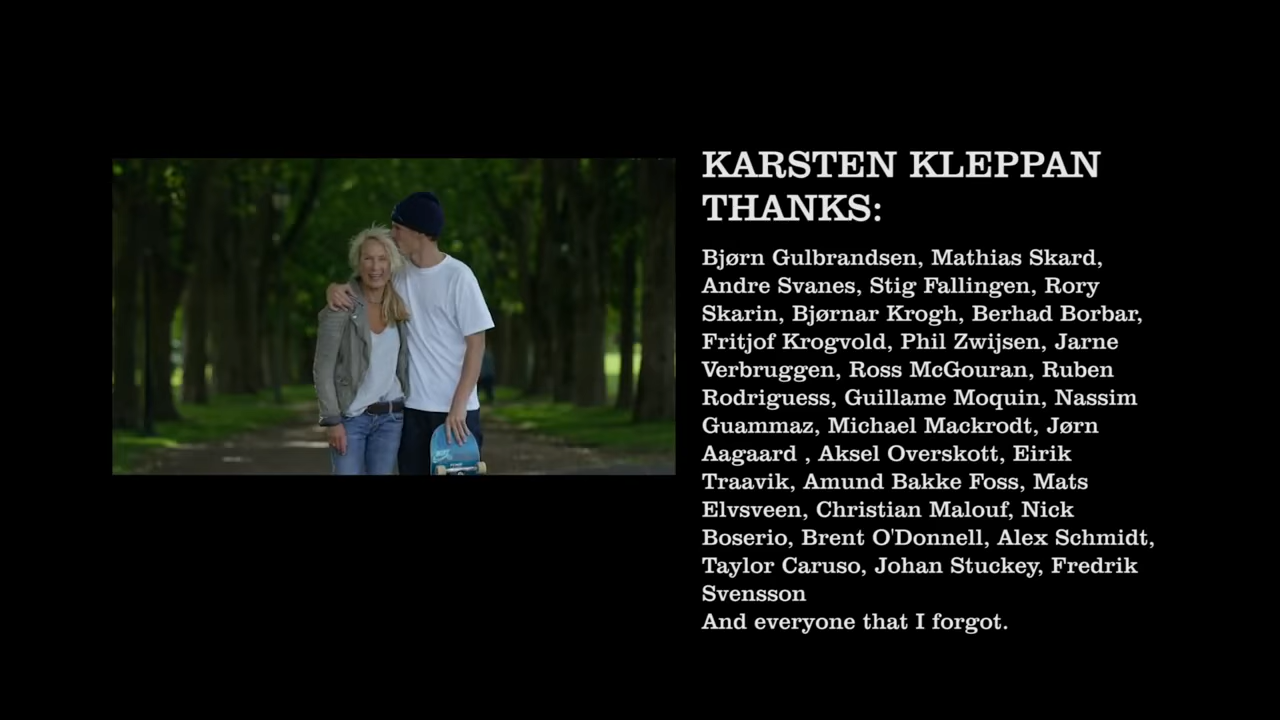 KARSTEN KLEPPAN
THANKS:
Bjørn Gulbrandsen, Mathias Skard,
Andre Svanes, Stig Fallingen, Rory
Skarin, Bjørnar Krogh, Berhad Borbar,
Fritjof Krogvold, Phil Zwijsen, Jarne
Verbruggen, Ross McGouran, Ruben
Rodriguess, Guillame Moquin, Nassim
Guammaz, Michael Mackrodt, Jørn
Aagaard , Aksel Overskott, Eirik
Traavik, Amund Bakke Foss, Mats
Elvsveen, Christian Malouf, Nick
Boserio, Brent O'Donnell, Alex Schmidt,
Taylor Caruso, Johan Stuckey, Fredrik
Svensson
And everyone that I forgot.